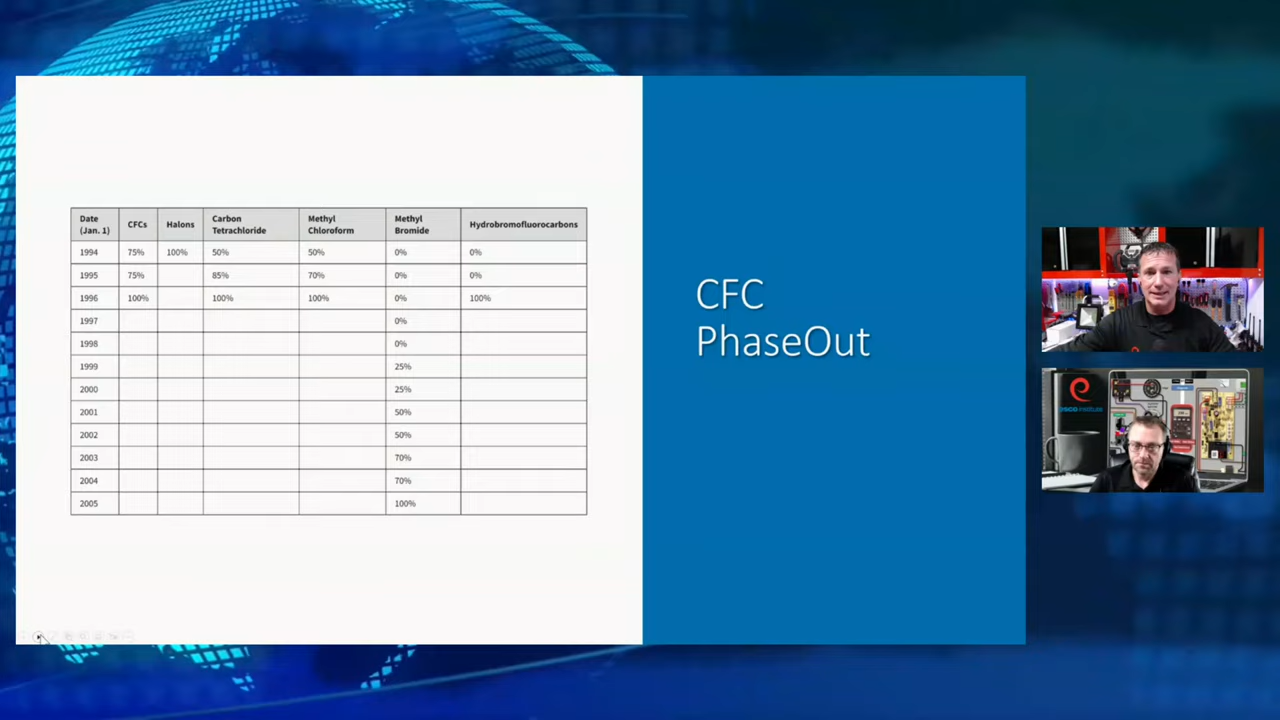 Date (Jan. 1) CFCs Halons Carbon Tetrachloride Methyl Chloroform Methyl Bromide Hydrobromofluorocarbons
1994 75% 100% 50% 50% 0% 0%
1995 75% 85% 70% 0% 0%
1996 100% 100% 100% 0% 100%
1997 0%
1998 0%
1999 25%
2000 25%
2001 50%
2002 50%
2003 70%
2004 70%
2005 100%
CFC
PhaseOut
esco institute